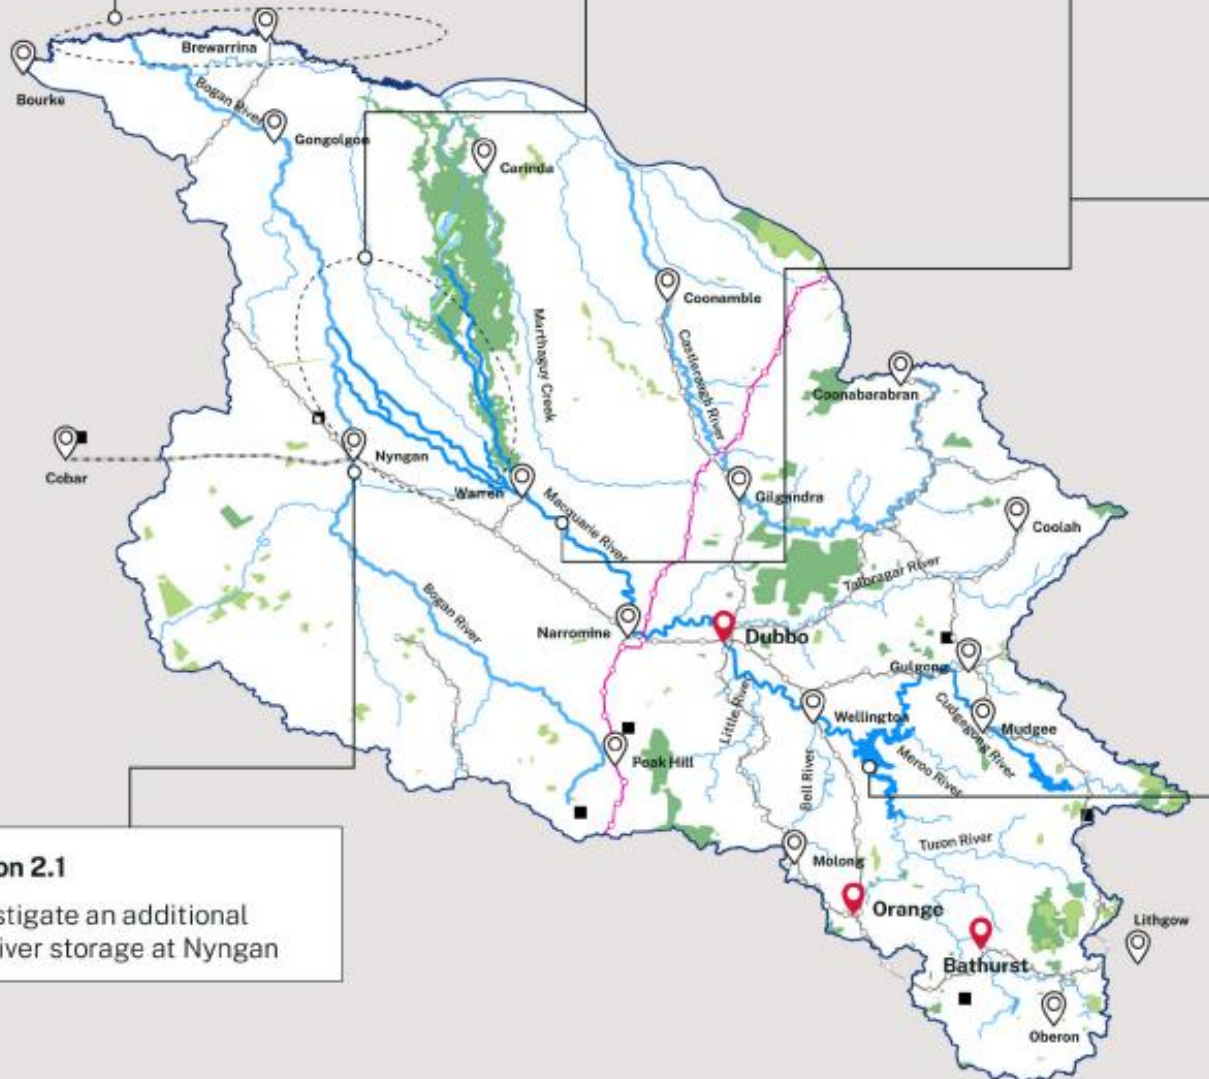 Brewarrina
Bourke
Bogan River
Gongolgon
Carinda
Coonamble
Marthaguy Creek
Castlereagh River
Coonabarabran
Cobar
Nyngan
Warren
Macquarie River
Gilgandra
Coolah
Talbragar River
Bogan River
Narromine
Dubbo
Gulgong
Little River
Wellington
Cudgegong River
Mudgee
Peak Hill
Bell River
Meroo River
Turon River
Molong
Orange
Lithgow
Bathurst
Oberon
on 2.1
stigate an additional
iver storage at Nyngan